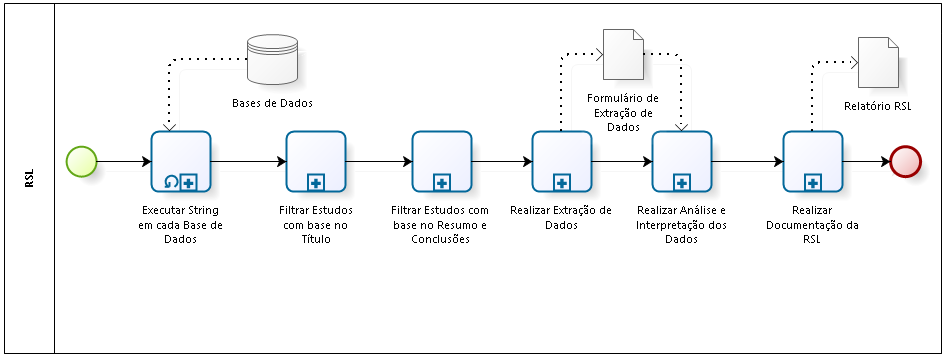 RSL
Bases de Dados
Formulário de
Extração de
Dados
Relatório RSL
Executar String
em cada Base de
Dados
Filtrar Estudos
com base no
Título
Filtrar Estudos com
base no Resumo e
Conclusões
Realizar Extração de
Dados
Realizar Análise e
Interpretação dos
Dados
Realizar
Documentação da
RSL